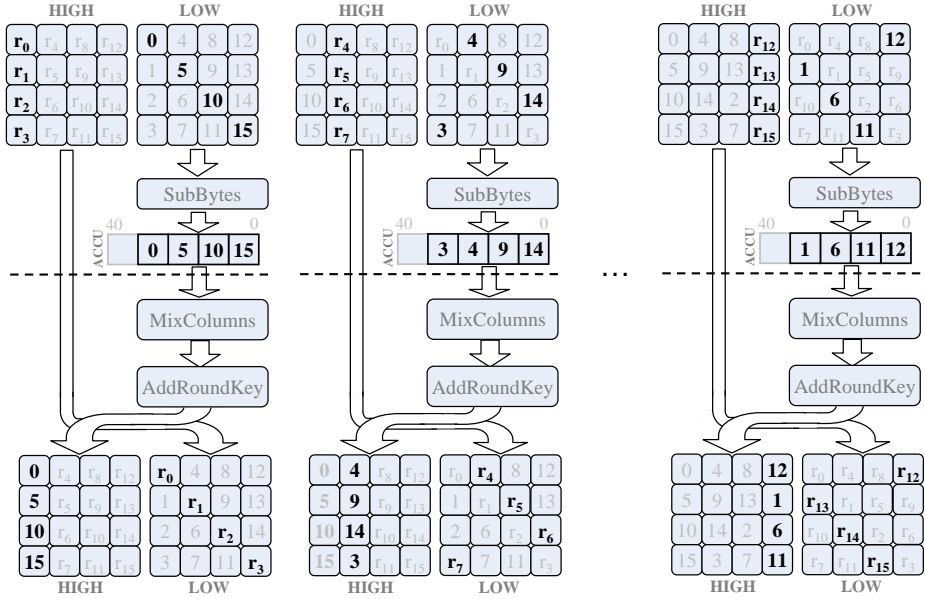 HIGH LOW HIGH LOW HIGH LOW
r0 r4 r8 r12 0 4 8 12 0 r4 r8 r12 r0 4 8 12 0 4 8 r12 r0 r4 r8 12
r1 r5 r9 r13 1 5 9 13 5 r5 r9 r13 1 r1 9 13 5 9 13 r13 1 r1 r5 r9
r2 r6 r10 r14 2 6 10 14 10 r6 r10 r14 2 6 r2 14 10 14 2 r14 r10 6 r2 r6
r3 r7 r11 r15 3 7 11 15 15 r7 r11 r15 3 7 11 r3 15 3 7 r15 r7 r11 11 r3
SubBytes SubBytes SubBytes
40 0 40 0 40 0
ACCU 0 5 10 15 ACCU 3 4 9 14 ACCU 1 6 11 12
...
MixColumns MixColumns MixColumns
AddRoundKey AddRoundKey AddRoundKey
0 r4 r8 r12 r0 4 8 12 0 4 r8 r12 r0 r4 8 12 0 4 8 12 r0 r4 r8 r12
5 r5 r9 r13 1 r1 9 13 5 9 r9 r13 1 r1 r5 13 5 9 13 1 r13 r1 r5 r9
10 r6 r10 r14 2 6 r2 14 10 14 r10 r14 2 6 r2 r6 10 14 2 6 r10 r14 r2 r6
15 r7 r11 r15 3 7 11 r3 15 3 r11 r15 r7 7 11 r3 15 3 7 11 r7 r11 r15 r3
HIGH LOW HIGH LOW HIGH LOW